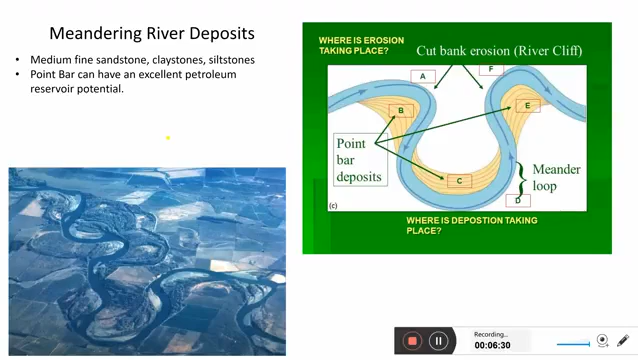 Meandering River Deposits
• Medium fine sandstone, claystones, siltstones
• Point Bar can have an excellent petroleum
reservoir potential.
WHERE IS EROSION
TAKING PLACE?
Cut bank erosion (River Cliff)
A
F
B
E
Point
bar
deposits
C
Meander
loop
D
(c)
WHERE IS DEPOSTION TAKING
PLACE?
Recording...
00:06:30